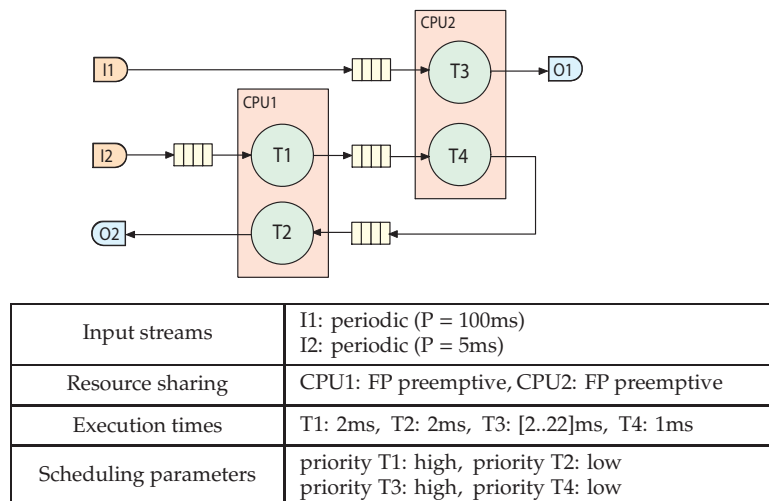 CPU2
I1
T3
O1
CPU1
I2
T1
T4
O2
T2
Input streams
I1: periodic (P = 100ms)
I2: periodic (P = 5ms)
Resource sharing
CPU1: FP preemptive, CPU2: FP preemptive
Execution times
T1: 2ms, T2: 2ms, T3: [2..22]ms, T4: 1ms
Scheduling parameters
priority T1: high, priority T2: low
priority T3: high, priority T4: low